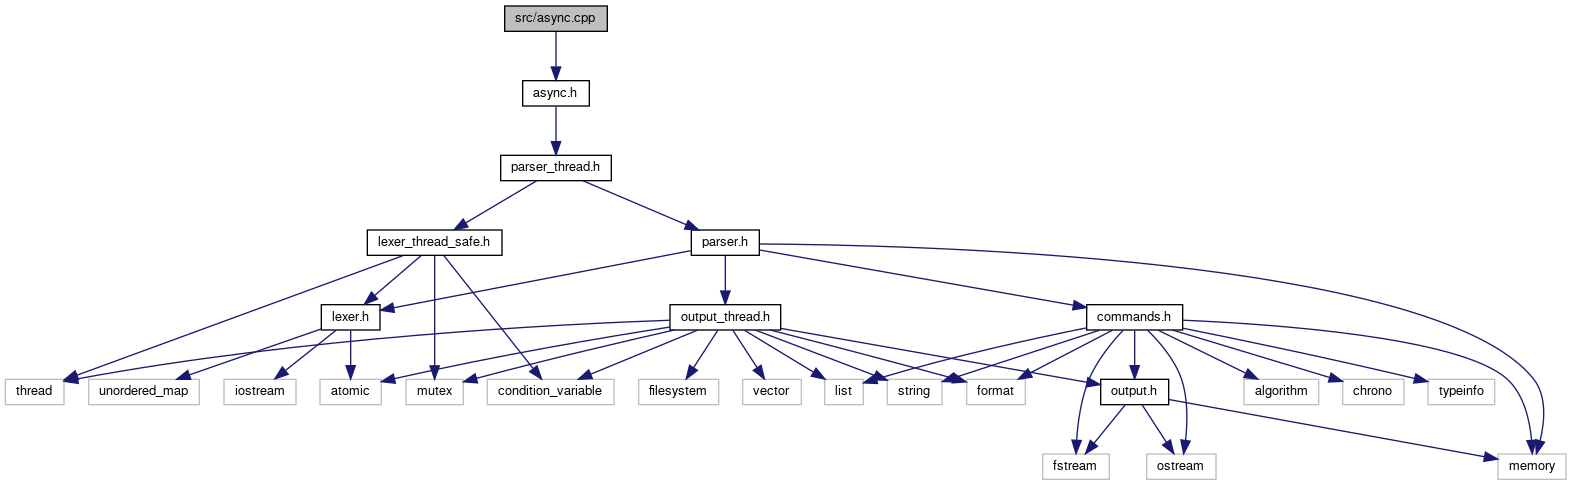 src/async.cpp
async.h
parser_thread.h
lexer_thread_safe.h
parser.h
lexer.h
output_thread.h
commands.h
thread
unordered_map
iostream
atomic
mutex
condition_variable
filesystem
vector
list
string
format
output.h
algorithm
chrono
typeinfo
fstream
ostream
memory